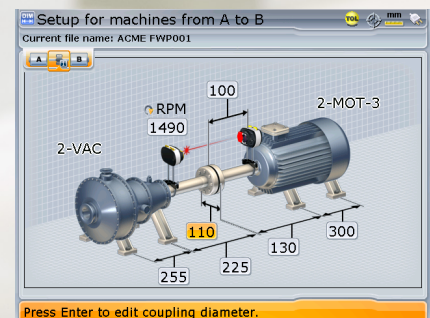 Setup for machines from A to B
TOL
mm
Current file name: ACME FWP001
A
B
100
RPM
1490
2-MOT-3
2-VAC
110
300
130
225
255
Press Enter to edit coupling diameter.